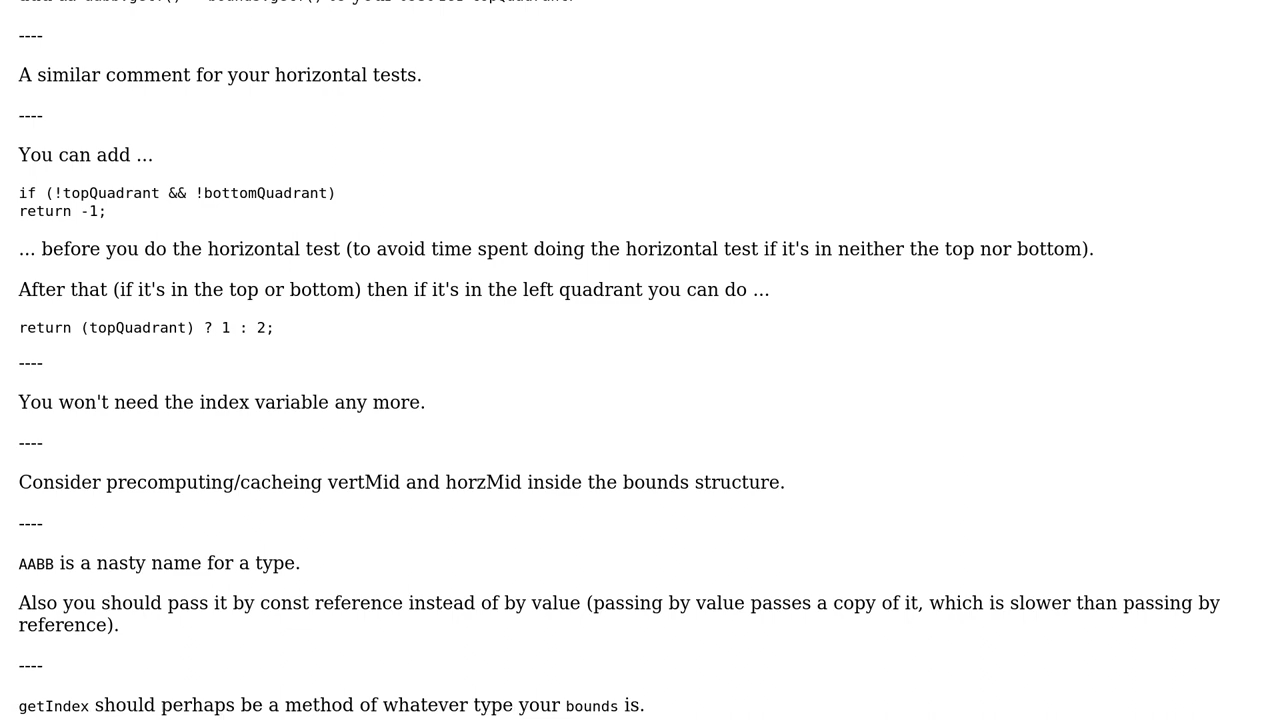 ----
A similar comment for your horizontal tests.
----
You can add ...
if (!topQuadrant && !bottomQuadrant)
return -1;
... before you do the horizontal test (to avoid time spent doing the horizontal test if it's in neither the top nor bottom).
After that (if it's in the top or bottom) then if it's in the left quadrant you can do ...
return (topQuadrant) ? 1 : 2;
----
You won't need the index variable any more.
----
Consider precomputing/cacheing vertMid and horzMid inside the bounds structure.
----
AABB is a nasty name for a type.
Also you should pass it by const reference instead of by value (passing by value passes a copy of it, which is slower than passing by
reference).
----
getIndex should perhaps be a method of whatever type your bounds is.